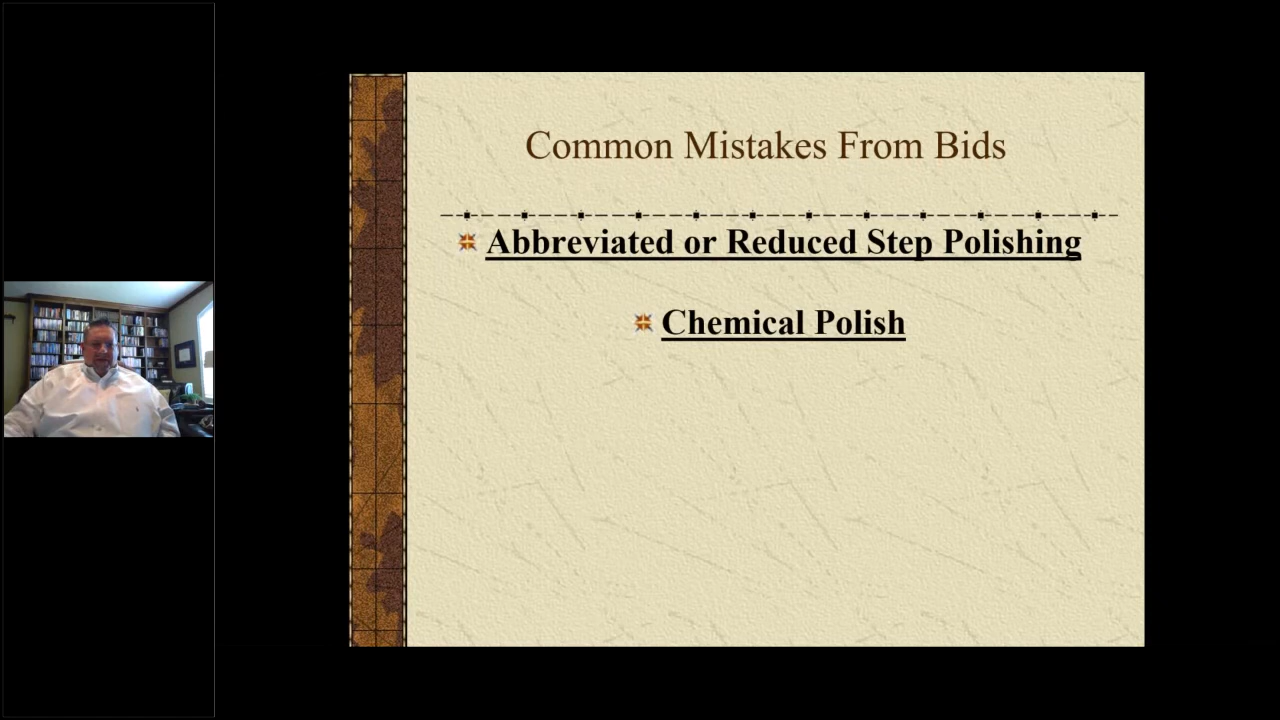 Common Mistakes From Bids
Abbreviated or Reduced Step Polishing
Chemical Polish